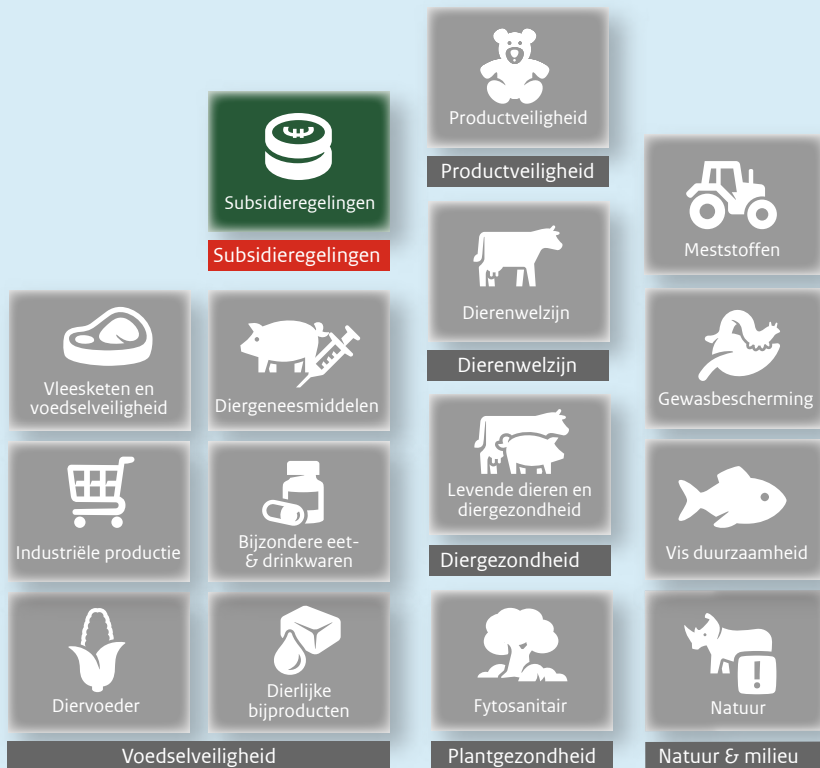 Productveiligheid
Productveiligheid
Subsidieregelingen
Subsidieregelingen
Meststoffen
Dierenwelzijn
Dierenwelzijn
Vleesketen en
voedselveiligheid
Diergeneesmiddelen
Gewasbescherming
Levende dieren en
diergezondheid
Diergezondheid
Industriële productie
Bijzondere eet-
& drinkwaren
Vis duurzaamheid
Diervoeder
Dierlijke
bijproducten
Fytosanitair
Natuur
Voedselveiligheid
Plantgezondheid
Natuur & milieu